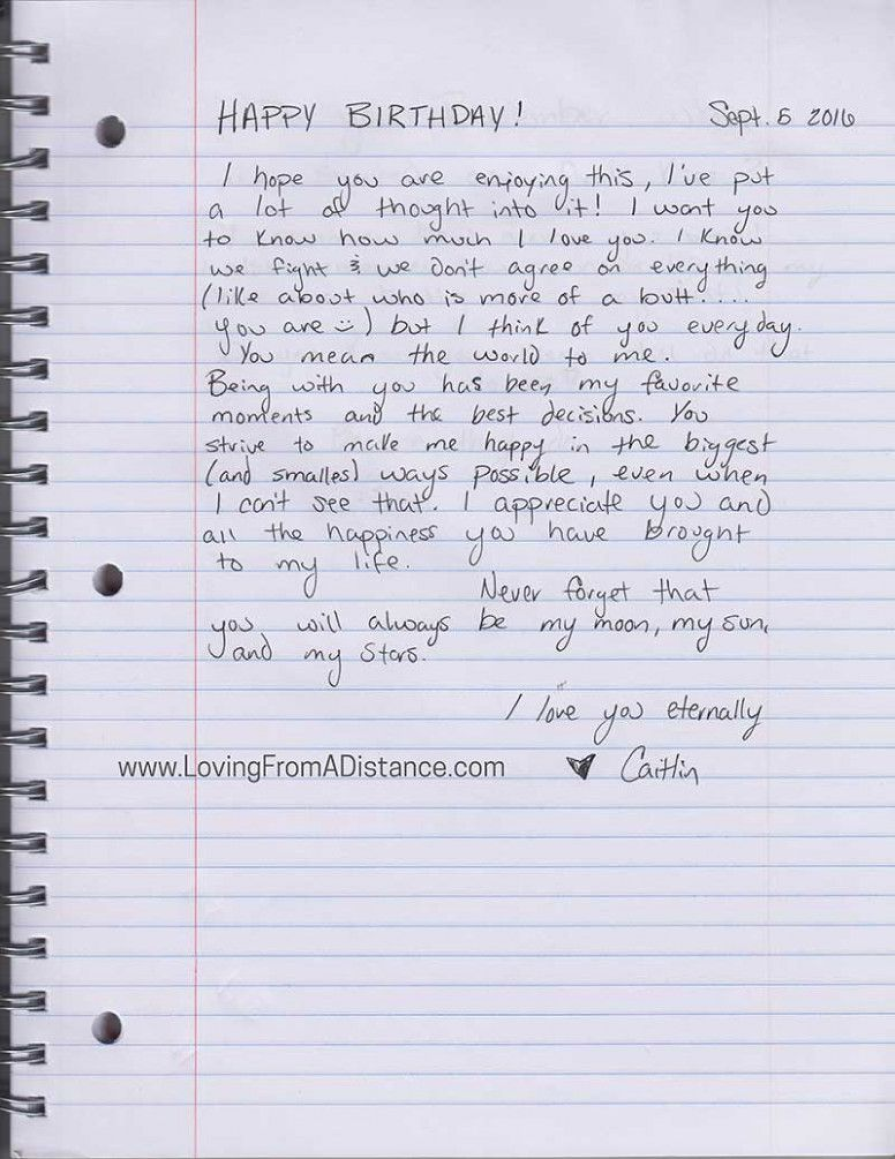 HAPPY BIRTHDAY! Sept. 5 2016
I hope you are enjoying this, I've put
a lot of thought into it! I want you
to know how much I love you. I know
we fight & we don't agree on everything
(like about who is more of a butt....
you are :) ) but I think of you everyday.
You mean the world to me.
Being with you has been my favorite
moments and the best decisions. You
strive to make me happy in the biggest
(and smalles) ways possible, even when
I can't see that. I appreciate you and
all the happiness you have brought
to my life.
Never forget that
you will always be my moon, my sun,
and my stars.
I love you eternally
www.LovingFromADistance.com ♥ Caitlin